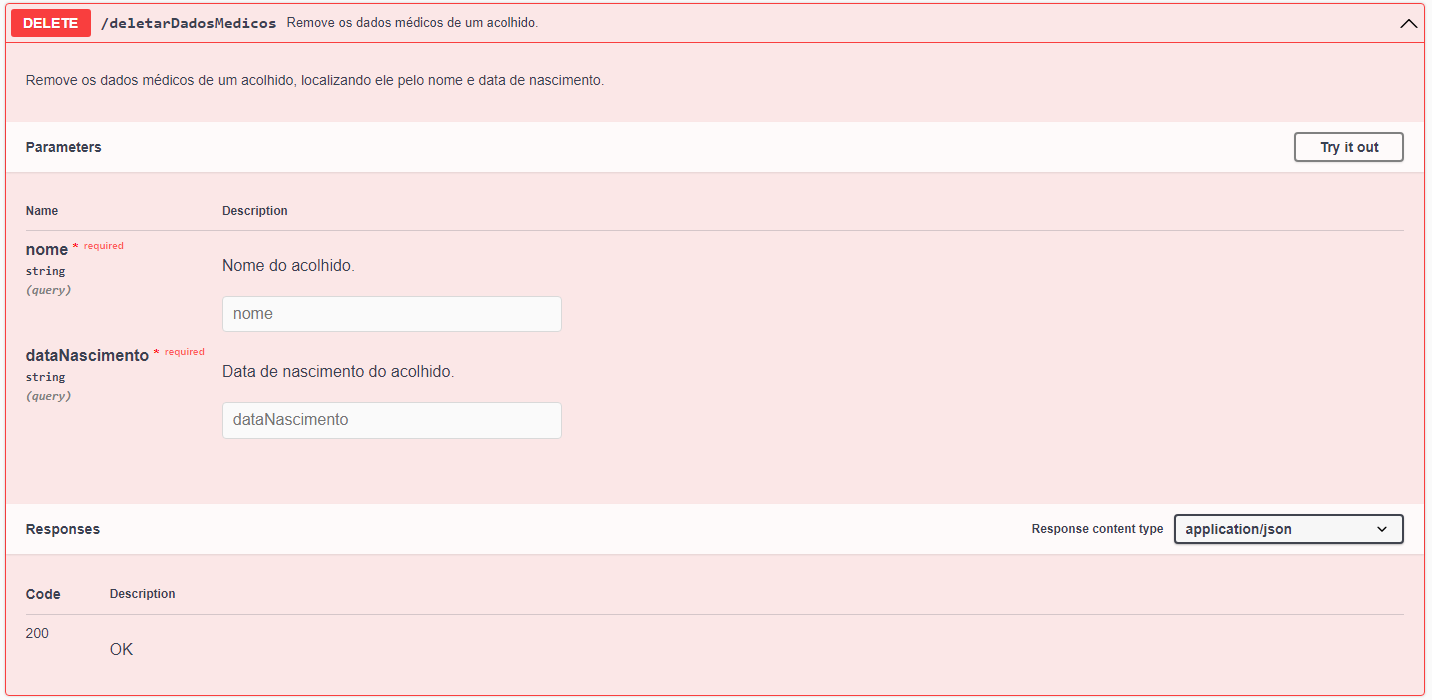 DELETE /deletarDadosMedicos Remove os dados médicos de um acolhido.
Remove os dados médicos de um acolhido, localizando ele pelo nome e data de nascimento.
Parameters Try it out
Name Description
nome * required
string
(query)
Nome do acolhido.
nome
dataNascimento * required
string
(query)
Data de nascimento do acolhido.
dataNascimento
Responses Response content type application/json
Code Description
200
OK